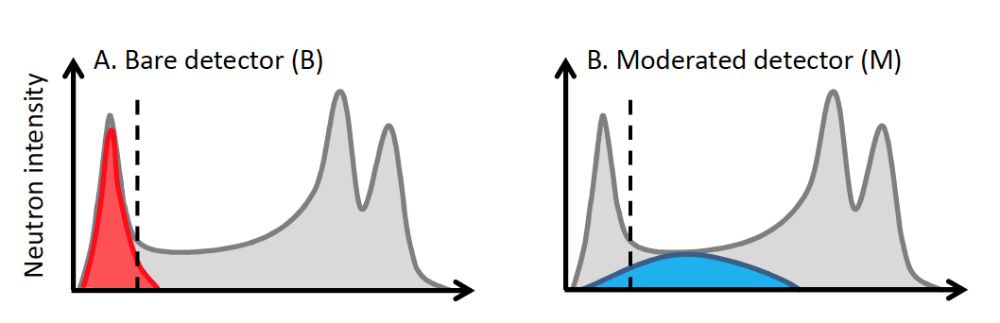 A. Bare detector (B)
B. Moderated detector (M)
Neutron intensity